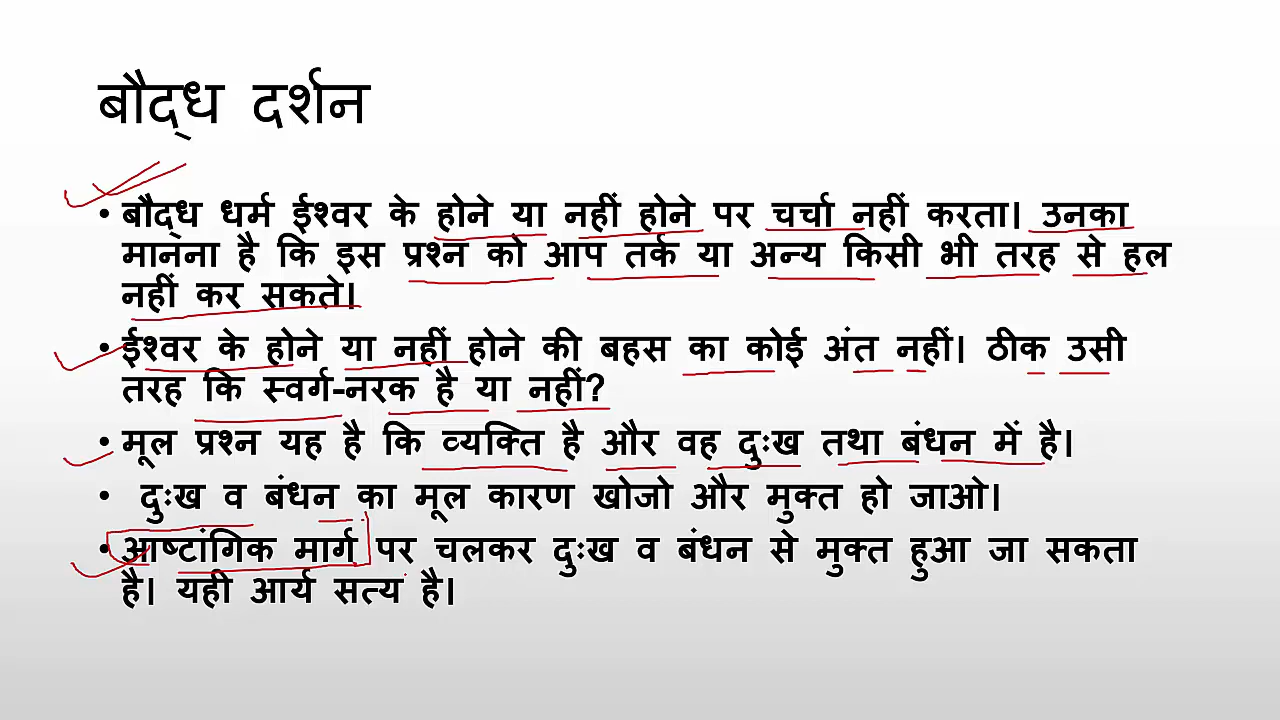 बौद्ध दर्शन
• बौद्ध धर्म ईश्वर के होने या नहीं होने पर चर्चा नहीं करता। उनका
मानना है कि इस प्रश्न को आप तर्क या अन्य किसी भी तरह से हल
नहीं कर सकते।
• ईश्वर के होने या नहीं होने की बहस का कोई अंत नहीं। ठीक उसी
तरह कि स्वर्ग-नरक है या नहीं?
• मूल प्रश्न यह है कि व्यक्ति है और वह दुःख तथा बंधन में है।
• दुःख व बंधन का मूल कारण खोजो और मुक्त हो जाओ।
• आष्टांगिक मार्ग पर चलकर दुःख व बंधन से मुक्त हुआ जा सकता
है। यही आर्य सत्य है।